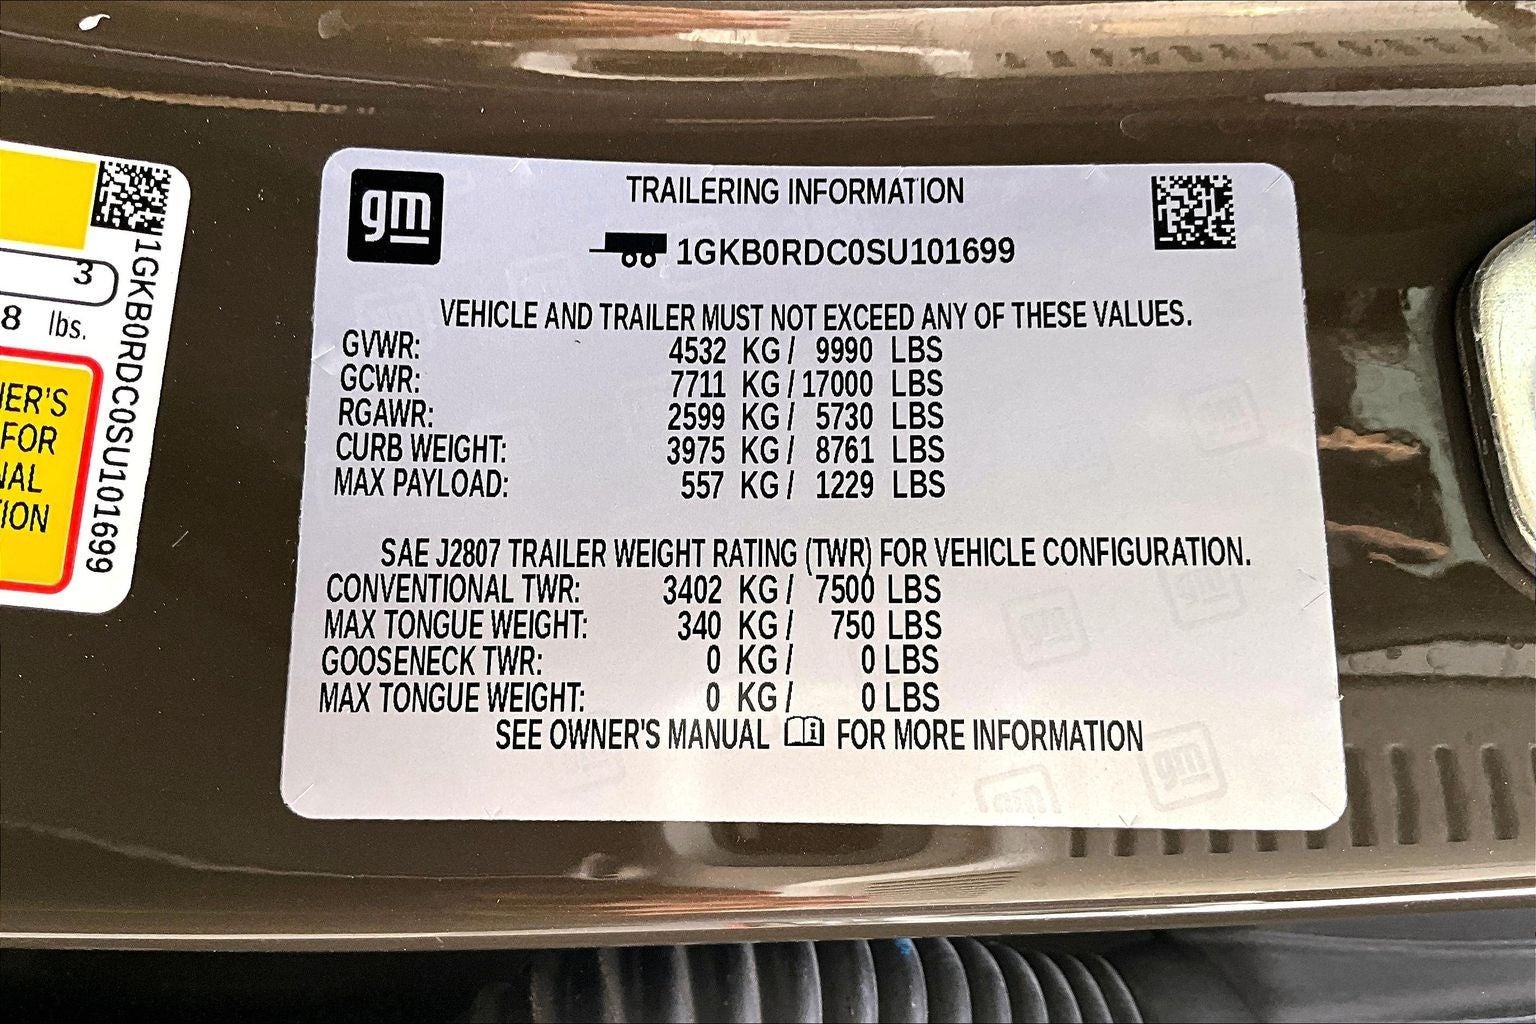 3
8 lbs.
ER'S
FOR
ION
1GKB0RDC0SU101699
gm
TRAILERING INFORMATION
1GKB0RDC0SU101699
VEHICLE AND TRAILER MUST NOT EXCEED ANY OF THESE VALUES.
GVWR: 4532 KG / 9990 LBS
GCWR: 7711 KG / 17000 LBS
RGAWR: 2599 KG / 5730 LBS
CURB WEIGHT: 3975 KG / 8761 LBS
MAX PAYLOAD: 557 KG / 1229 LBS
SAE J2807 TRAILER WEIGHT RATING (TWR) FOR VEHICLE CONFIGURATION.
CONVENTIONAL TWR: 3402 KG / 7500 LBS
MAX TONGUE WEIGHT: 340 KG / 750 LBS
GOOSENECK TWR: 0 KG / 0 LBS
MAX TONGUE WEIGHT: 0 KG / 0 LBS
SEE OWNER'S MANUAL FOR MORE INFORMATION